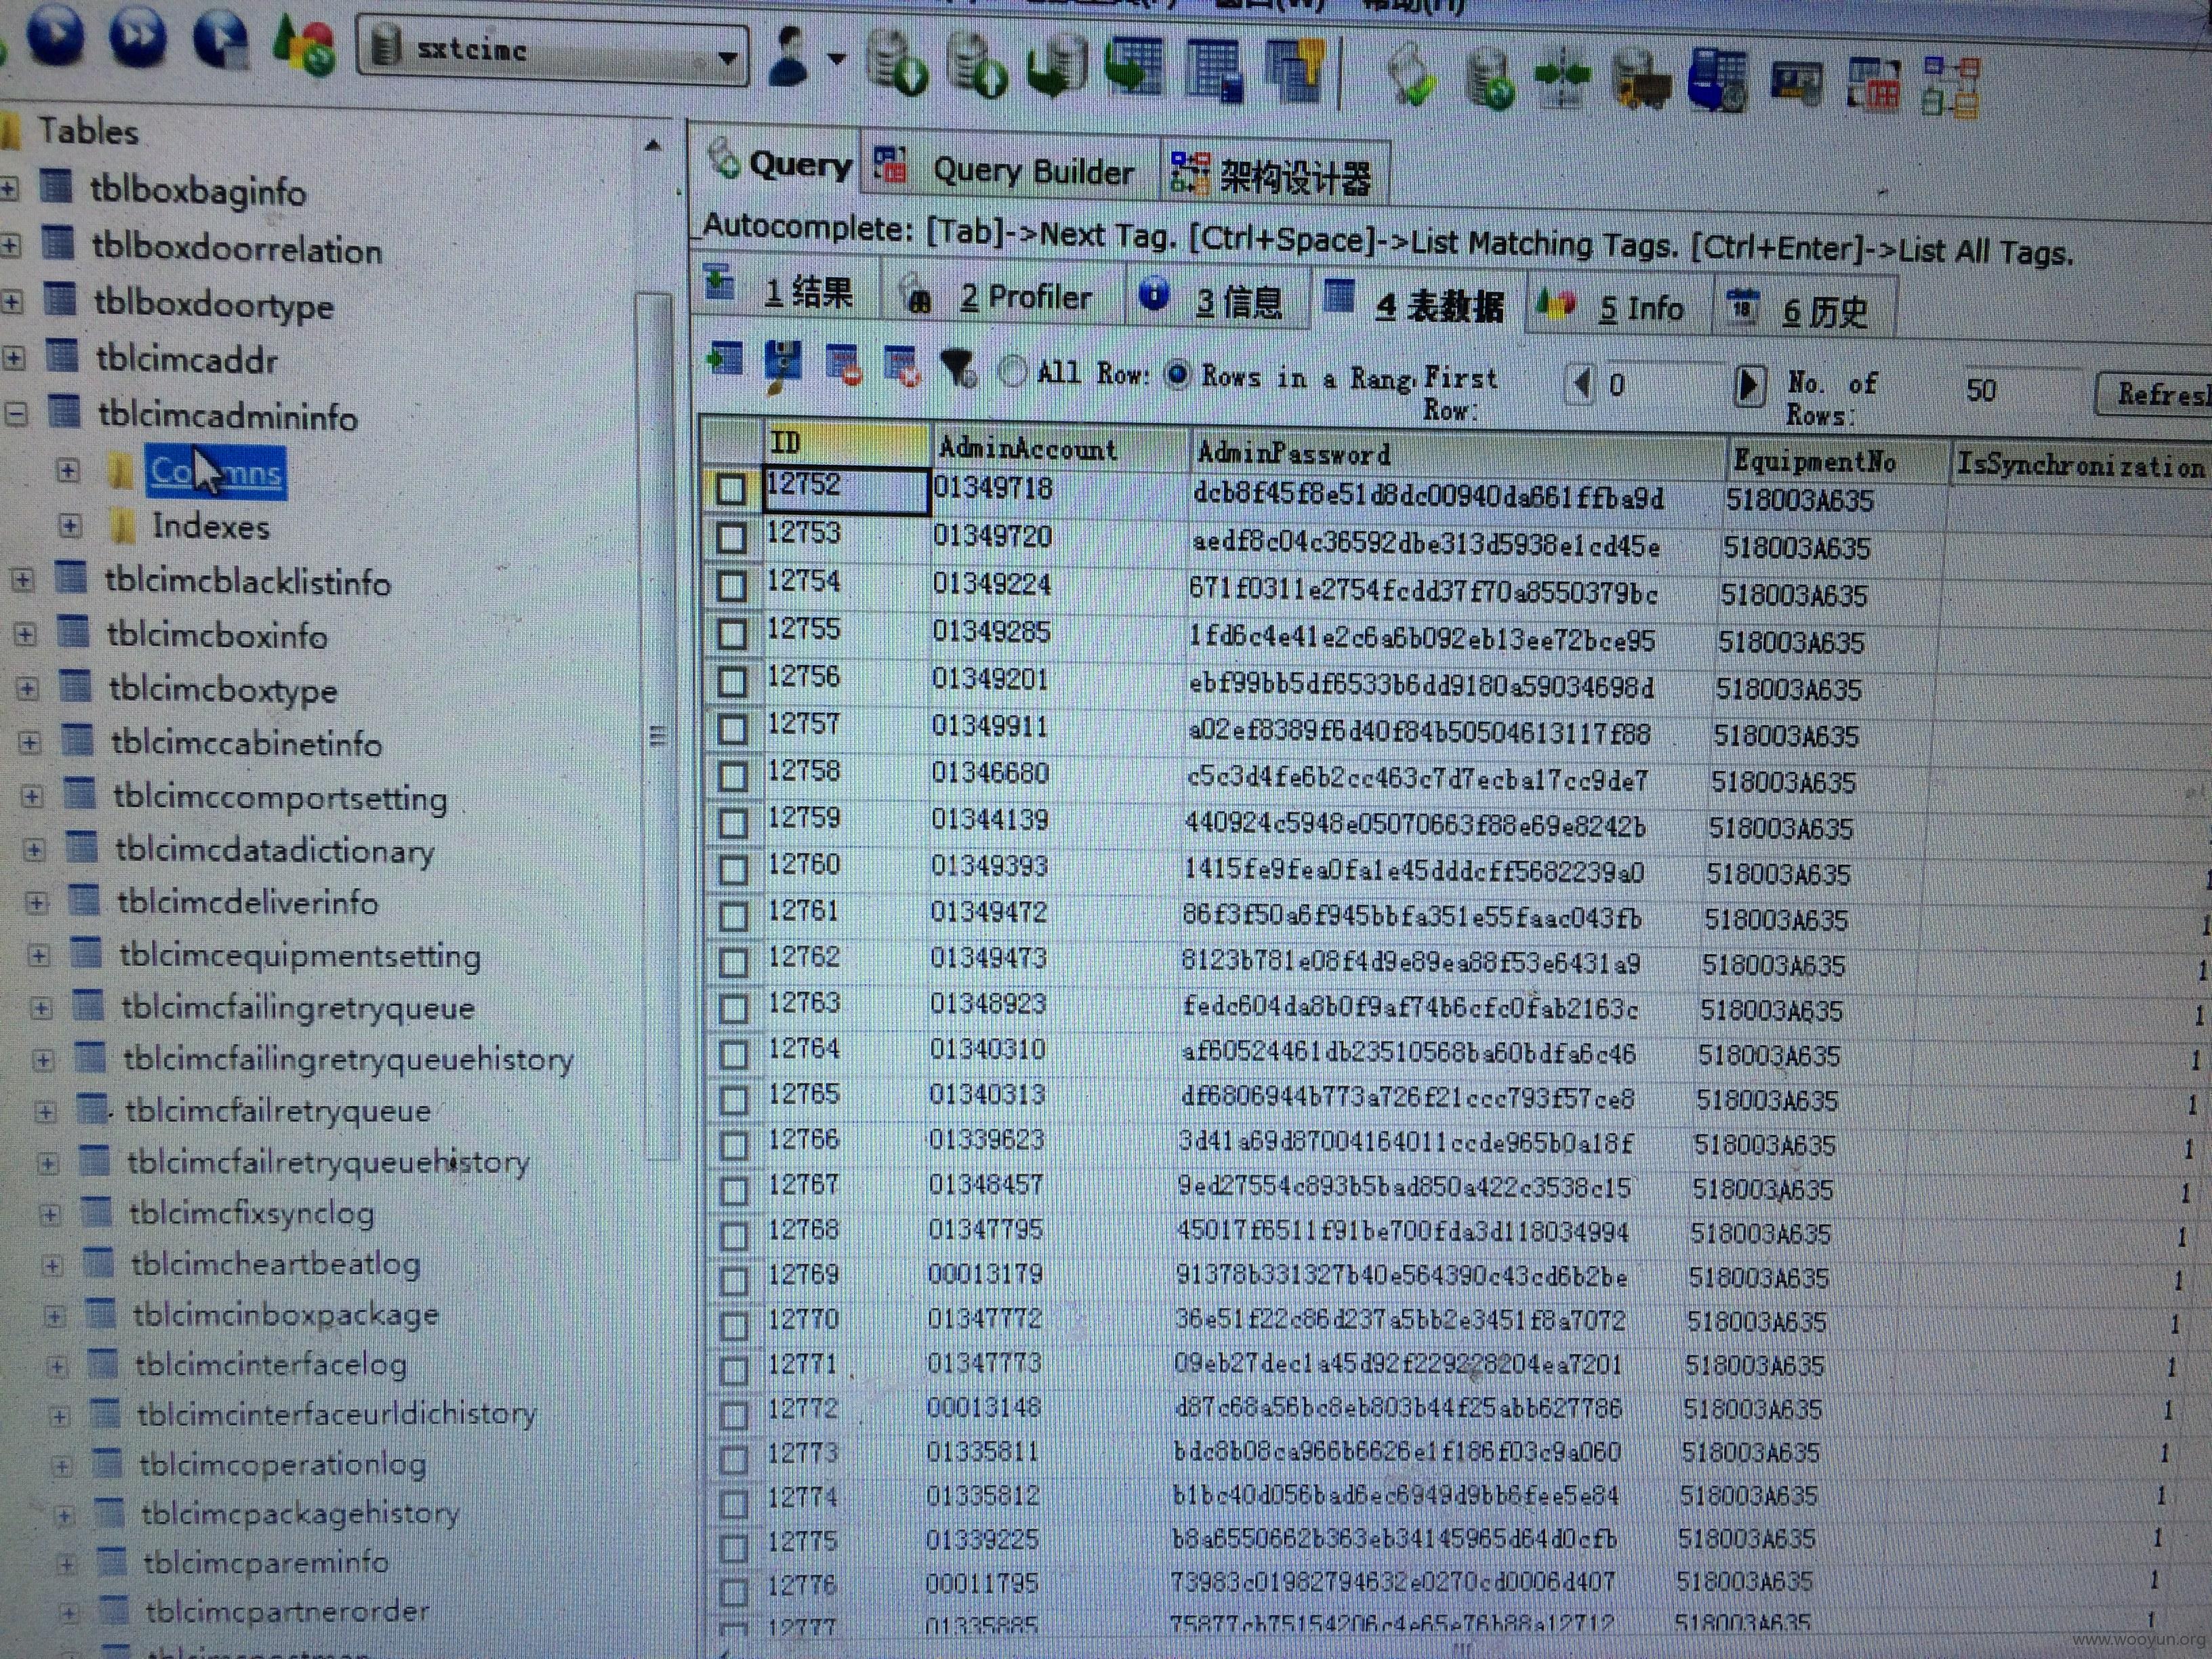 sxtcimc
Tables
tblboxbaginfo
tblboxdoorrelation
tblboxdoortype
tblcimcaddr
tblcimcadmininfo
Indexes
tblcimcblacklistinfo
tblcimcboxinfo
tblcimcboxtype
tblcimccabinetinfo
tblcimccomportsetting
tblcimcdatadictionary
tblcimcdeliverinfo
tblcimcequipmentsetting
tblcimcfailingretryqueue
tblcimcfailingretryqueuehistory
tblcimcfailretryqueue
tblcimcfailretryqueuehistory
tblcimcfixsynclog
tblcimcheartbeatlog
tblcimcinboxpackage
tblcimcinterfacelog
tblcimcinterfaceurldichistory
tblcimcoperationlog
tblcimcpackagehistory
tblcimcpareminfo
tblcimcpartnerorder
Query Query Builder 架构设计器
Autocomplete: [Tab]->Next Tag. [Ctrl+Space]->List Matching Tags. [Ctrl+Enter]->List All Tags.
1 结果 2 Profiler 3 信息 4 表数据 5 Info 6 历史
All Row: Rows in a Rang First Row: 0 No. of Rows: 50 Refresh
ID AdminAccount AdminPassword EquipmentNo IsSynchronization
12752 01349718 dcb8f45f8e51d8dc00940da661ffba9d 518003A635
12753 01349720 aedf8c04c36592dbe313d5938e1cd45e 518003A635
12754 01349224 671f0311e2754fcdd37f70a8550379bc 518003A635
12755 01349285 1fd6c4e41e2c6a6b092eb13ee72bce95 518003A635
12756 01349201 ebf99bb5df6533b6dd9180a59034698d 518003A635
12757 01349911 a02ef8389f6d40f84b50504613117f88 518003A635
12758 01346680 c5c3d4fe6b2cc463c7d7ecba17cc9de7 518003A635
12759 01344139 440924c5948e05070663f88e69e8242b 518003A635
12760 01349393 1415fe9fea0fa1e45dddcff5682239a0 518003A635 1
12761 01349472 86f3f50a6f945bbfa351e55faac043fb 518003A635 1
12762 01349473 8123b781e08f4d9e89ea88f53e6431a9 518003A635 1
12763 01348923 fedc604da8b0f9af74b6cfc0fab2163c 518003A635 1
12764 01340310 af60524461db23510568ba60bdfa6c46 518003A635 1
12765 01340313 df6806944b773a726f21ccc793f57ce8 518003A635 1
12766 01339623 3d41a69d87004164011ccde965b0a18f 518003A635 1
12767 01348457 9ed27554c893b5bad850a422c3538c15 518003A635 1
12768 01347795 45017f6511f91be700fda3d118034994 518003A635 1
12769 00013179 91378b331327b40e564390c43cd6b2be 518003A635 1
12770 01347772 36e51f22c86d237a5bb2e3451f8a7072 518003A635 1
12771 01347773 09eb27dec1a45d92f229228204ea7201 518003A635 1
12772 00013148 d87c68a56bc8eb803b44f25abb627786 518003A635 1
12773 01335811 bdc8b08ca966b6626e1f186f03c9a060 518003A635 1
12774 01335812 b1bc40d056bad6ec6949d9bb6fee5e84 518003A635 1
12775 01339225 b8a6550662b363eb34145965d64d0cfb 518003A635 1
12776 00011795 73983c01982794632e0270cd0006d407 518003A635 1
12777 01335885 518003A635 1
www.wooyun.org